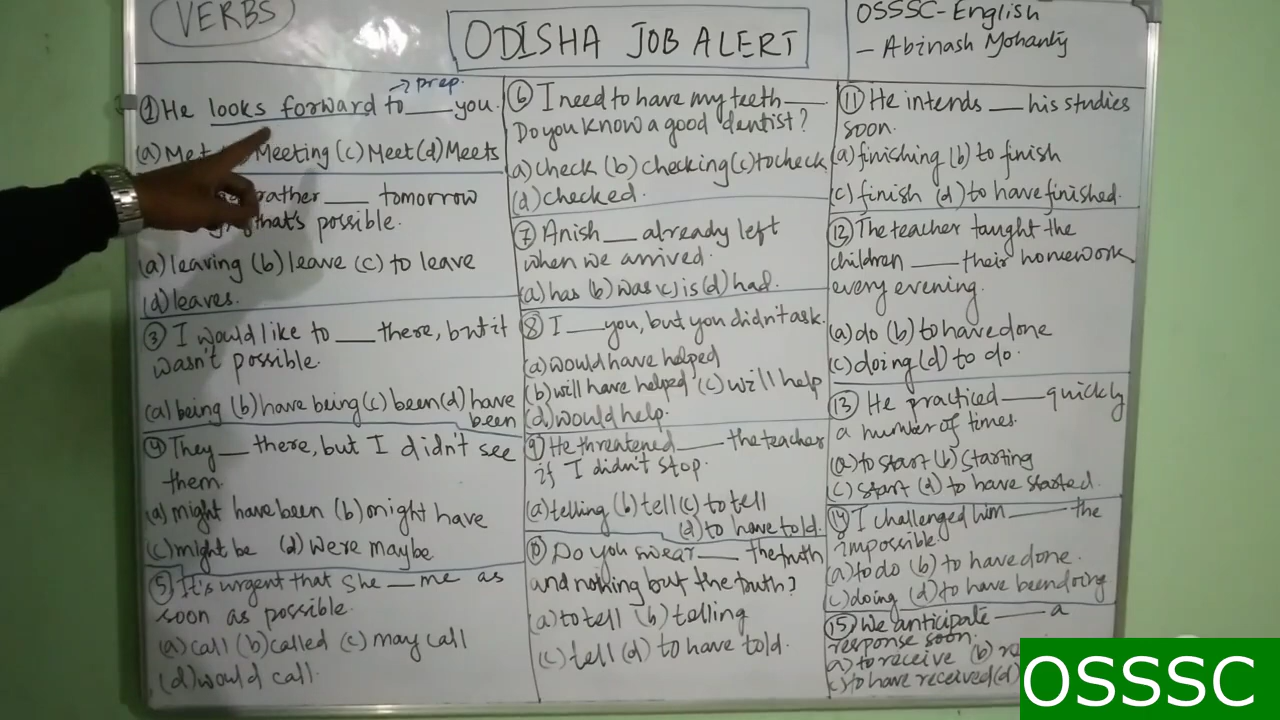 VERBS
ODISHA JOB ALERT
OSSSC-English
- Abinash Mohanty
→ prep.
① He looks forward to ___ you.
(a) Met Meeting (c) Meet (d) Meets
rather ___ tomorrow
that's possible.
(a) leaving (b) leave (c) to leave
(d) leaves.
③ I would like to ___ there, but it
wasn't possible.
(a) being (b) have being (c) been (d) have
been
④ They ___ there, but I didn't see
them.
(a) might have been (b) might have
(c) might be (d) Were maybe
⑤ It's urgent that She ___ me as
soon as possible.
(a) call (b) called (c) may call
(d) would call.
⑥ I need to have my teeth ___.
Do you know a good dentist?
(a) check (b) checking (c) to check
(d) checked.
⑦ Anish ___ already left
when we arrived.
(a) has (b) was (c) is (d) had.
⑧ I ___ you, but you didn't ask.
(a) would have helped
(b) will have helped (c) will help
(d) would help.
⑨ He threatened ___ the teacher
if I didn't stop.
(a) telling (b) tell (c) to tell
(d) to have told.
⑩ Do you swear ___ the truth
and nothing but the truth?
(a) to tell (b) telling
(c) tell (d) to have told.
⑪ He intends ___ his studies
soon.
(a) finishing (b) to finish
(c) finish (d) to have finished.
⑫ The teacher taught the
children ___ their homework
every evening.
(a) do (b) to have done
(c) doing (d) to do.
⑬ He practiced ___ quickly
a number of times.
(a) to start (b) Starting
(c) start (d) to have started.
⑭ I challenged him ___ the
impossible.
(a) to do (b) to have done.
(c) doing (d) to have been doing
⑮ We anticipate ___ a
response soon.
a) to receive (b)
c) to have received (d)
OSSSC